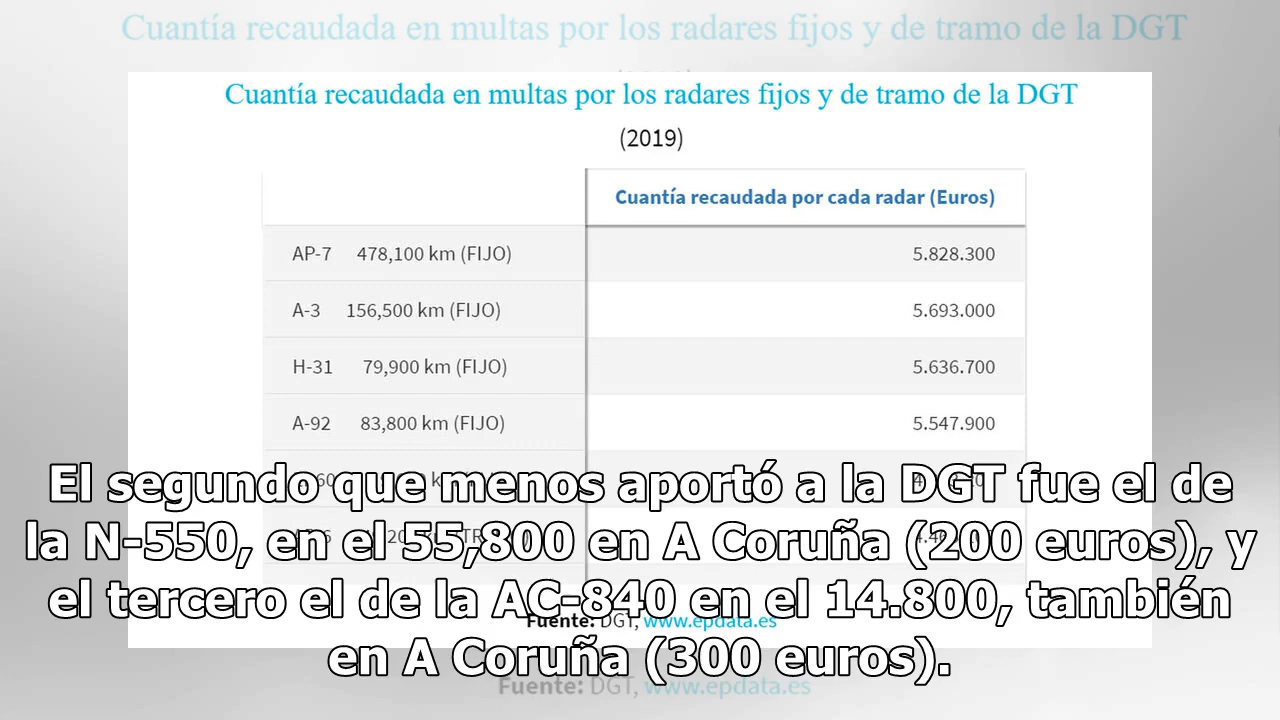 Cuantía recaudada en multas por los radares fijos y de tramo de la DGT
Cuantía recaudada en multas por los radares fijos y de tramo de la DGT
(2019)
Cuantía recaudada por cada radar (Euros)
AP-7 478,100 km (FIJO) 5.828.300
A-3 156,500 km (FIJO) 5.693.000
H-31 79,900 km (FIJO) 5.636.700
A-92 83,800 km (FIJO) 5.547.900
El segundo que menos aportó a la DGT fue el de
la N-550, en el 55,800 en A Coruña (200 euros), y
el tercero el de la AC-840 en el 14.800, también
en A Coruña (300 euros).
Fuente: DGT, www.epdata.es
Fuente: DGT, www.epdata.es